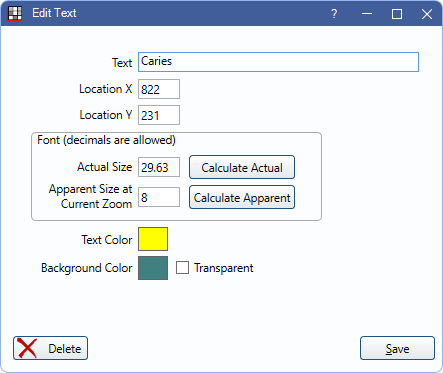 Edit Text ?
Text Caries
Location X 822
Location Y 231
Font (decimals are allowed)
Actual Size 29.63 Calculate Actual
Apparent Size at
Current Zoom 8 Calculate Apparent
Text Color
Background Color Transparent
Delete Save